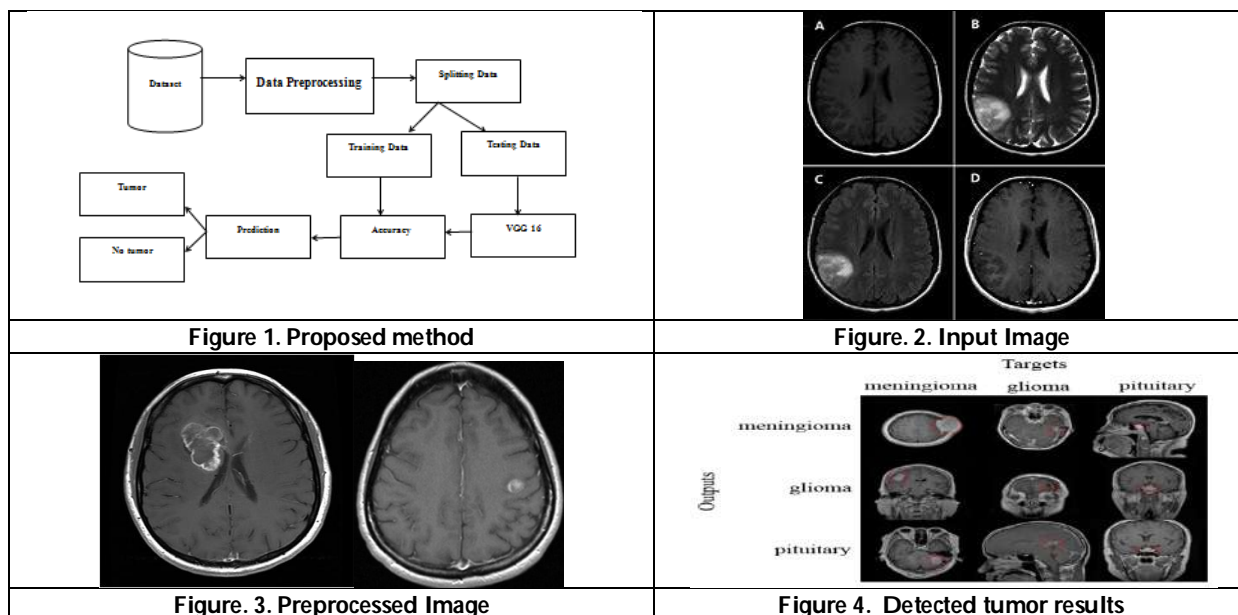 Dataset
Data Preprocessing
Splitting Data
Training Data
Testing Data
Tumor
No tumor
Prediction
Accuracy
VGG 16
Figure 1. Proposed method
A
B
C
D
Figure. 2. Input Image
Figure. 3. Preprocessed Image
Targets
meningioma glioma pituitary
Outputs
meningioma
glioma
pituitary
Figure 4. Detected tumor results